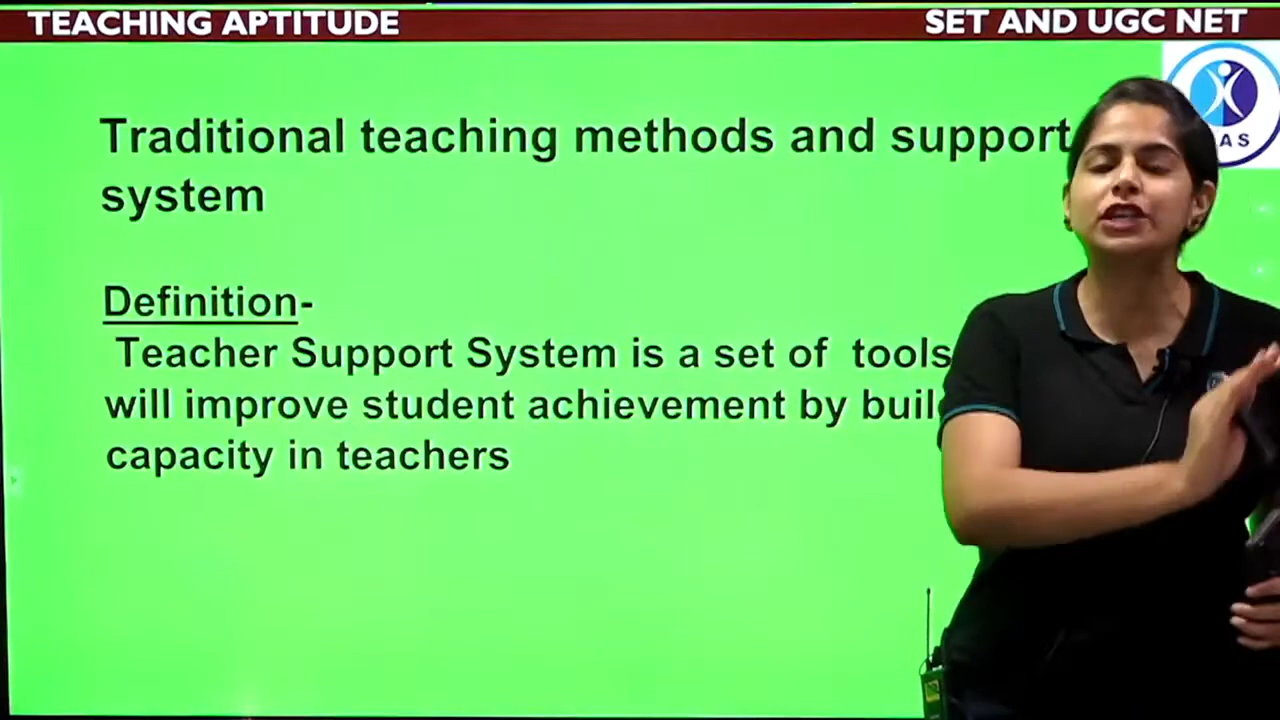 TEACHING APTITUDE
SET AND UGC NET
Traditional teaching methods and support
system
Definition-
Teacher Support System is a set of tools
will improve student achievement by
capacity in teachers